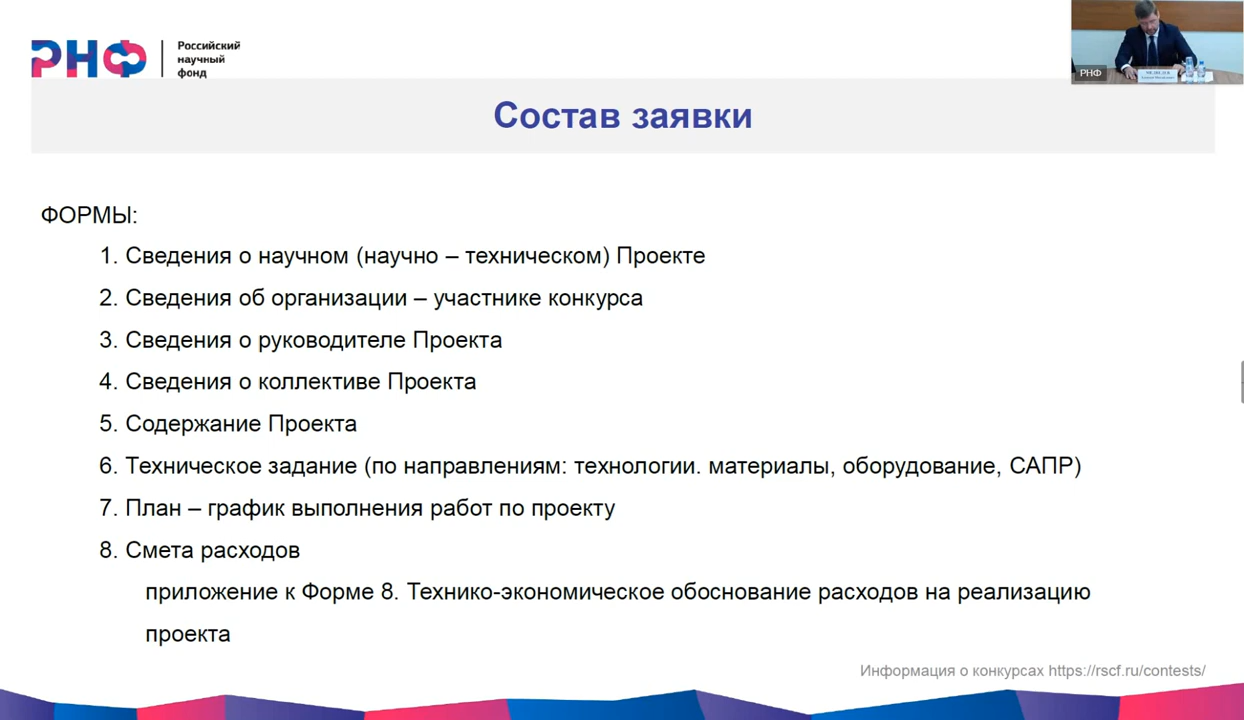 РНФ
Российский
научный
фонд
РНФ
Состав заявки
ФОРМЫ:
1. Сведения о научном (научно – техническом) Проекте
2. Сведения об организации – участнике конкурса
3. Сведения о руководителе Проекта
4. Сведения о коллективе Проекта
5. Содержание Проекта
6. Техническое задание (по направлениям: технологии. материалы, оборудование, САПР)
7. План – график выполнения работ по проекту
8. Смета расходов
приложение к Форме 8. Технико-экономическое обоснование расходов на реализацию
проекта
Информация о конкурсах https://rscf.ru/contests/